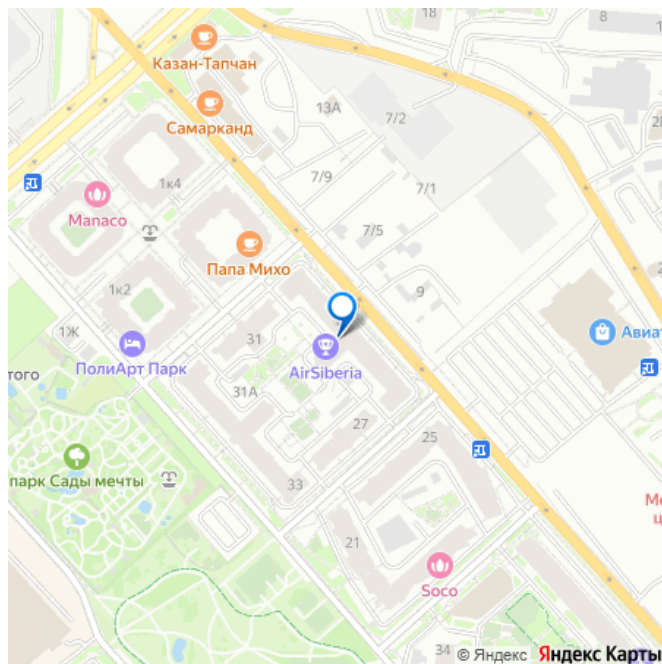 18
8
Казан-Тапчан
13А
7/2
Самарканд
7/9
7/1
1к4
Manaco
7/5
Папа Михо
1к2
9
1Ж
31
Авиат
ПолиАрт Парк
AirSiberia
этого
31А
27
25
парк Сады мечты
33
Ме
ц
21
Soco
34
© Яндекс Яндекс Карты